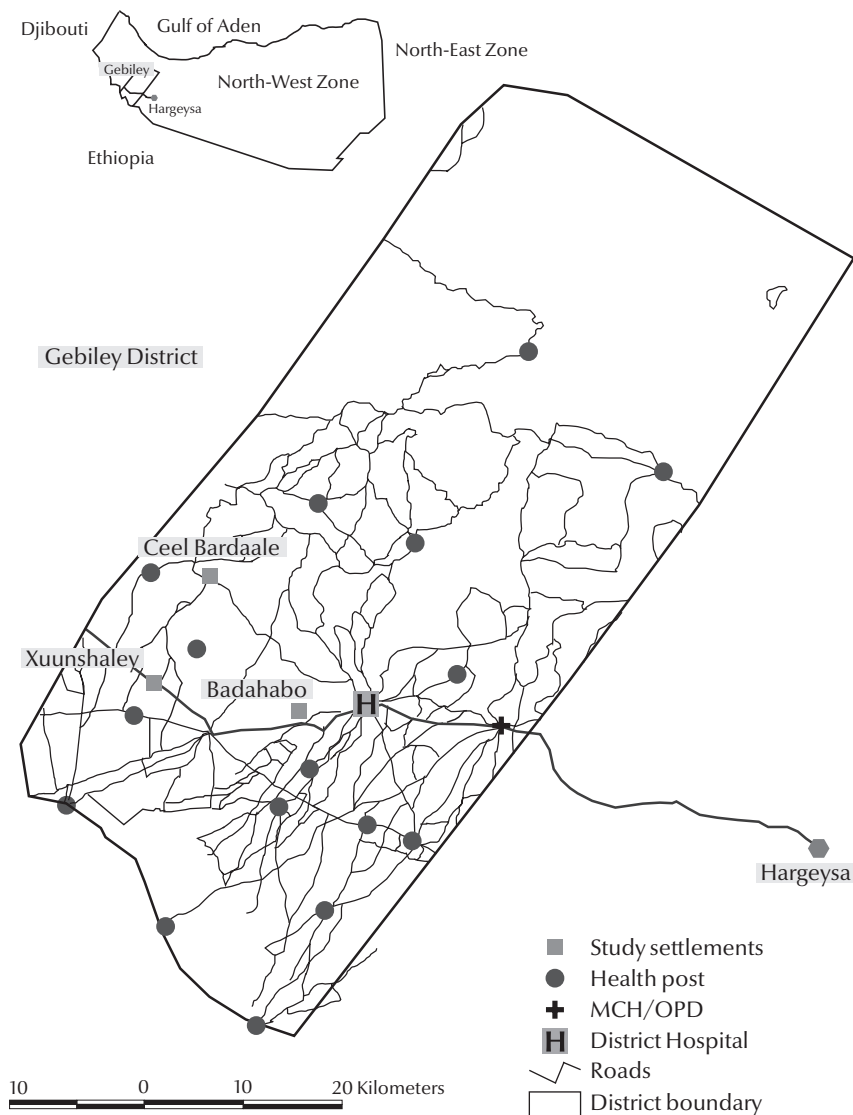 Djibouti
Gulf of Aden
North-East Zone
Gebiley
North-West Zone
Hargeysa
Ethiopia
Gebiley District
Ceel Bardaale
Xuunshaley
Badahabo
H
Hargeysa
Study settlements
Health post
MCH/OPD
H District Hospital
Roads
District boundary
10 0 10 20 Kilometers